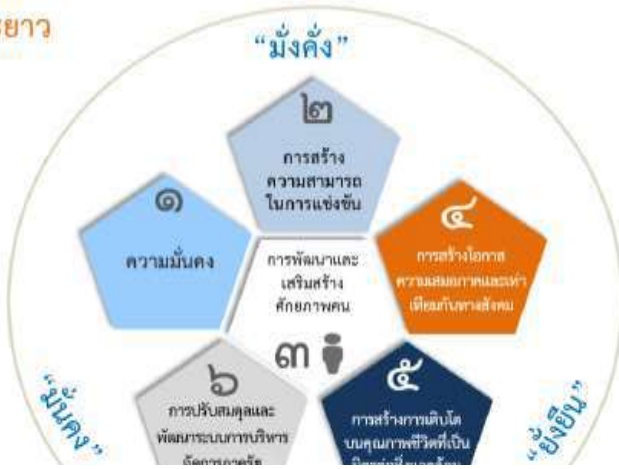 “มั่งคั่ง”
๒
การสร้าง
ความสามารถ
ในการแข่งขัน
๑
ความมั่นคง
๔
การสร้างโอกาส
ความเสมอภาคและเท่า
เทียมกันทางสังคม
การพัฒนาและ
เสริมสร้าง
ศักยภาพคน
๓
๖
การปรับสมดุลและ
พัฒนาระบบการบริหาร
จัดการภาครัฐ
๕
การสร้างการเติบโต
บนคุณภาพชีวิตที่เป็น
“มั่นคง”
“ยั่งยืน”